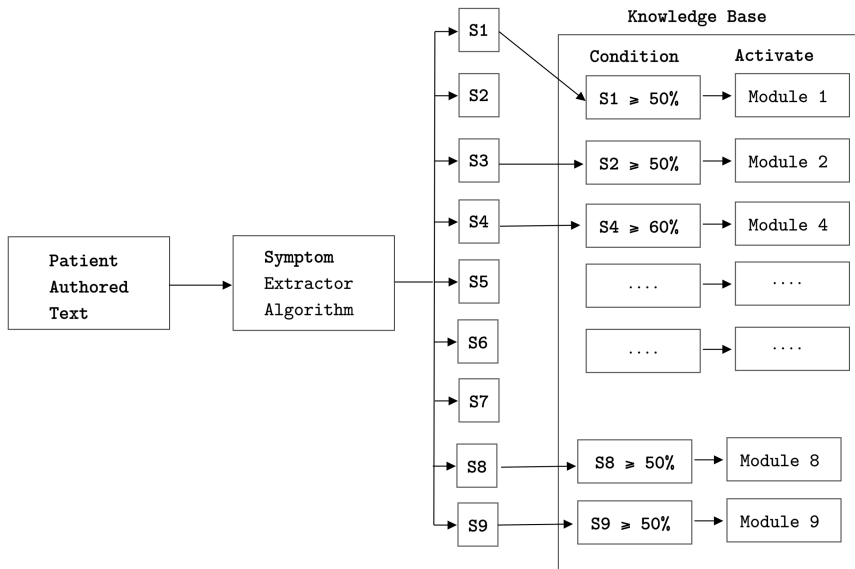 Knowledge Base
Condition Activate
Patient
Authored
Text
Symptom
Extractor
Algorithm
S1
S2
S3
S4
S5
S6
S7
S8
S9
S1 ⩾ 50% Module 1
S2 ⩾ 50% Module 2
S4 ⩾ 60% Module 4
.... ....
.... ....
S8 ⩾ 50% Module 8
S9 ⩾ 50% Module 9